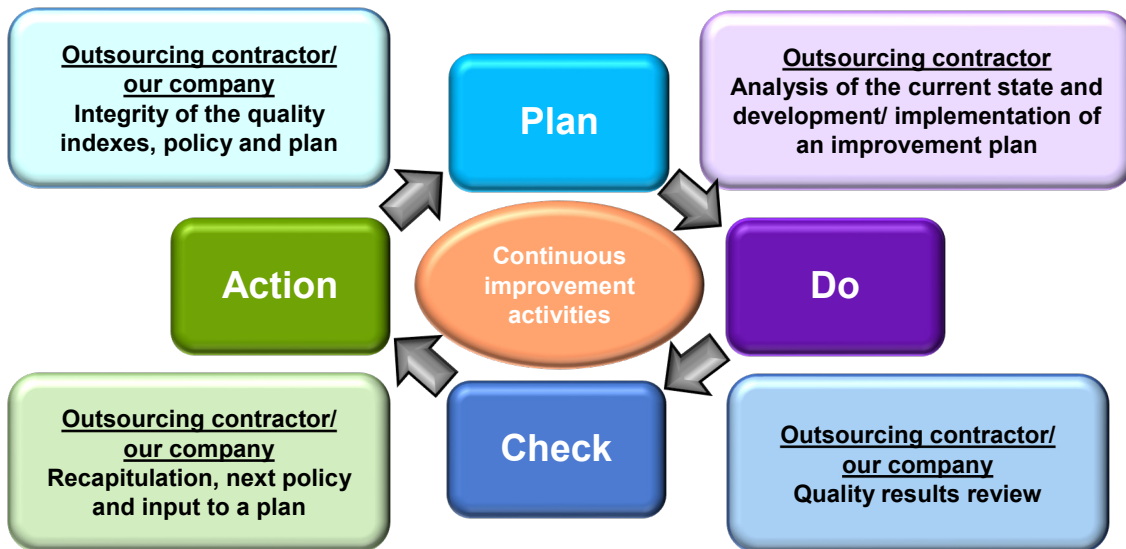 Outsourcing contractor/
our company
Integrity of the quality
indexes, policy and plan
Plan
Outsourcing contractor
Analysis of the current state and
development/ implementation of
an improvement plan
Action
Continuous
improvement
activities
Do
Outsourcing contractor/
our company
Recapitulation, next policy
and input to a plan
Check
Outsourcing contractor/
our company
Quality results review